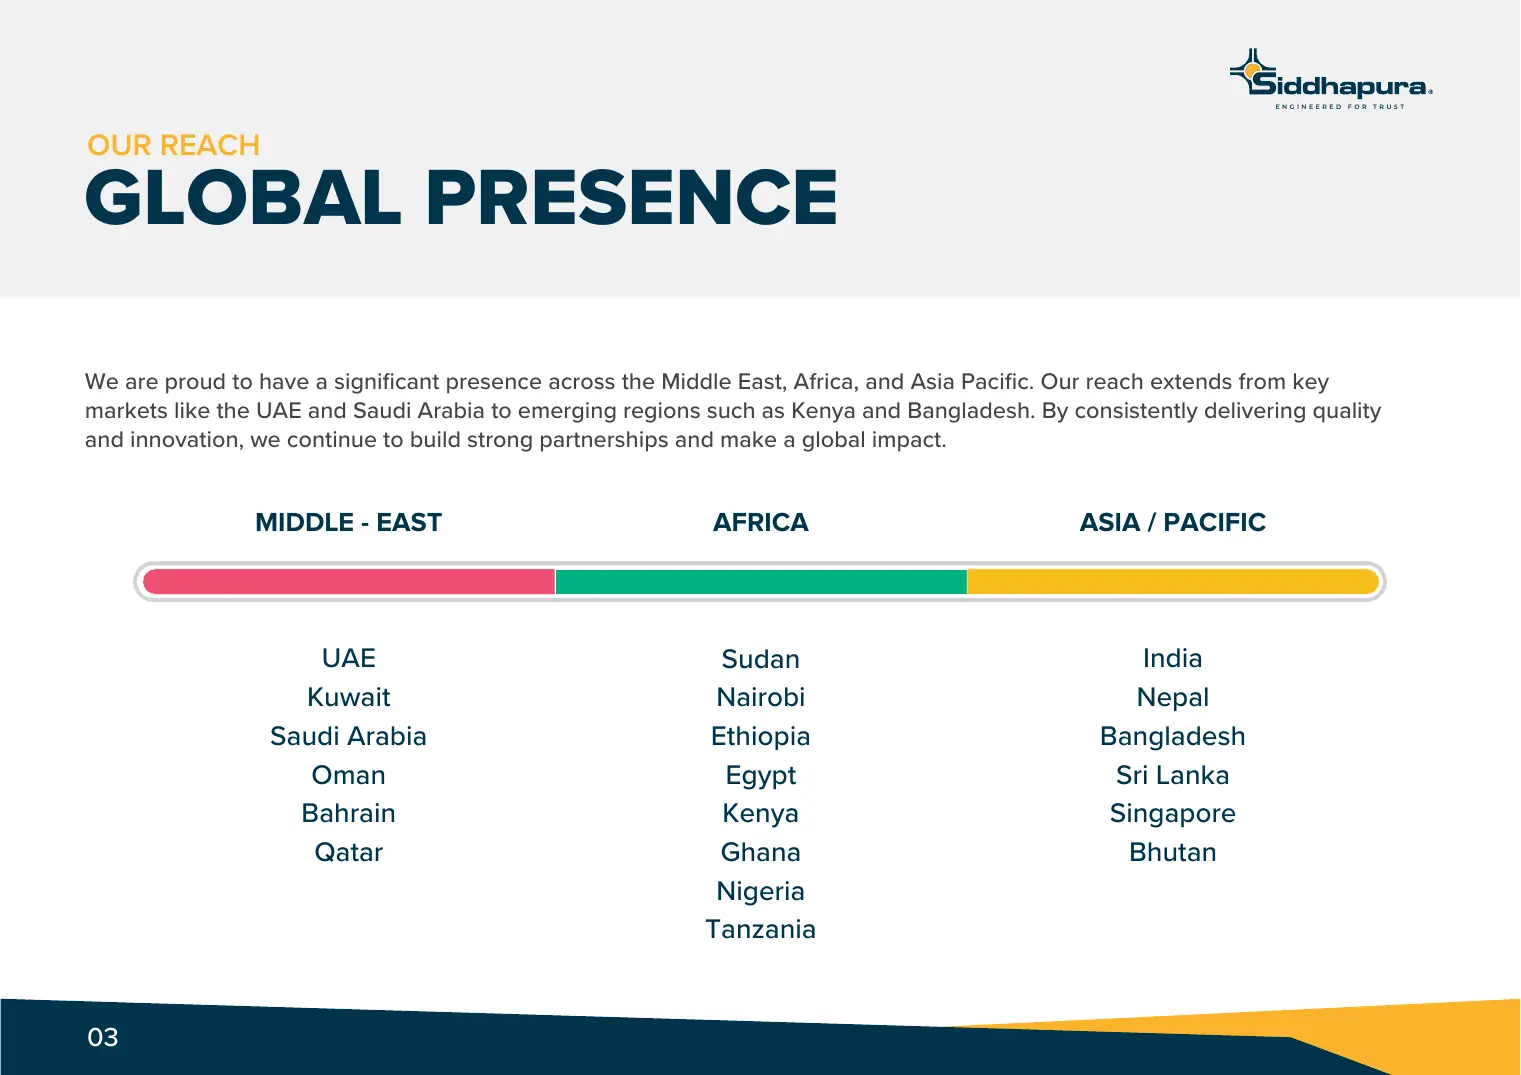 Siddhapura®
ENGINEERED FOR TRUST
OUR REACH
GLOBAL PRESENCE
We are proud to have a significant presence across the Middle East, Africa, and Asia Pacific. Our reach extends from key
markets like the UAE and Saudi Arabia to emerging regions such as Kenya and Bangladesh. By consistently delivering quality
and innovation, we continue to build strong partnerships and make a global impact.
MIDDLE - EAST
UAE
Kuwait
Saudi Arabia
Oman
Bahrain
Qatar
AFRICA
Sudan
Nairobi
Ethiopia
Egypt
Kenya
Ghana
Nigeria
Tanzania
ASIA / PACIFIC
India
Nepal
Bangladesh
Sri Lanka
Singapore
Bhutan
03